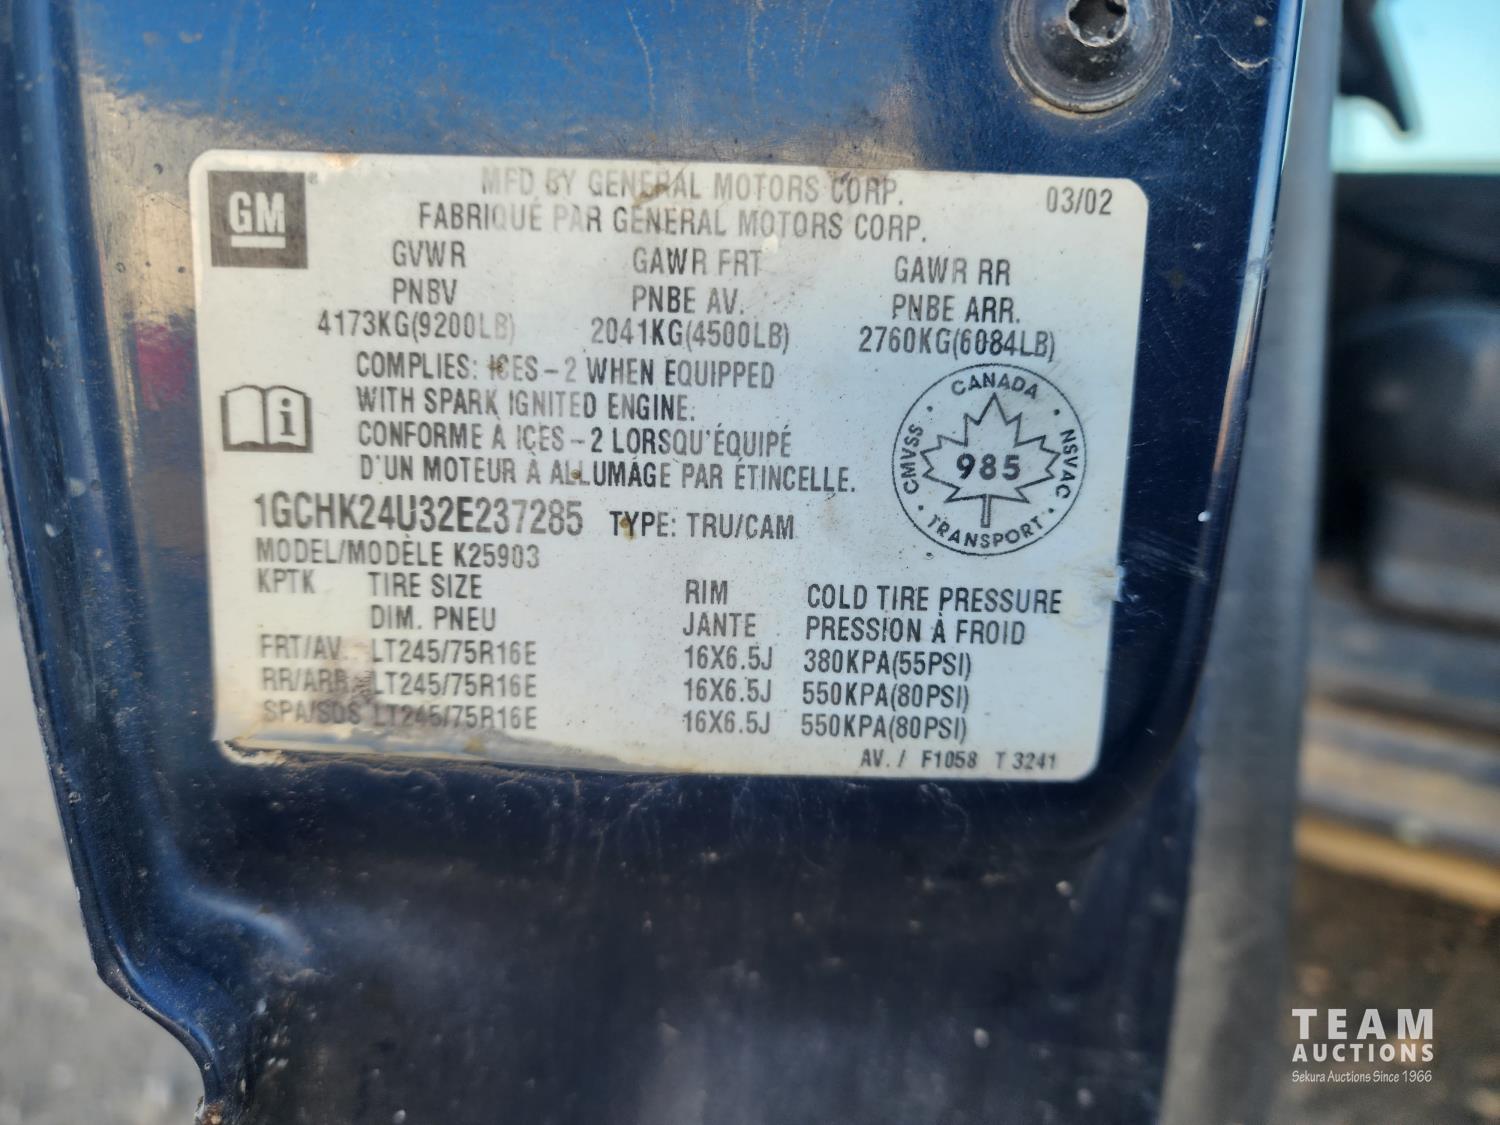 GM
MFD BY GENERAL MOTORS CORP. 03/02
FABRIQUÉ PAR GENERAL MOTORS CORP.
GVWR GAWR FRT GAWR RR
PNBV PNBE AV. PNBE ARR.
4173KG(9200LB) 2041KG(4500LB) 2760KG(6084LB)
COMPLIES: ICES-2 WHEN EQUIPPED
WITH SPARK IGNITED ENGINE.
CONFORME À ICES-2 LORSQU'ÉQUIPÉ
D'UN MOTEUR À ALLUMAGE PAR ÉTINCELLE.
CANADA
CMVSS
985
NSVAC
TRANSPORT
1GCHK24U32E237285 TYPE: TRU/CAM
MODEL/MODÈLE K25903
KPTK TIRE SIZE RIM COLD TIRE PRESSURE
DIM. PNEU JANTE PRESSION À FROID
FRT/AV. LT245/75R16E 16X6.5J 380KPA(55PSI)
RR/ARR LT245/75R16E 16X6.5J 550KPA(80PSI)
SPA/SDS LT245/75R16E 16X6.5J 550KPA(80PSI)
AV. / F1058 T 3241
TEAM
AUCTIONS
Sekura Auctions Since 1966